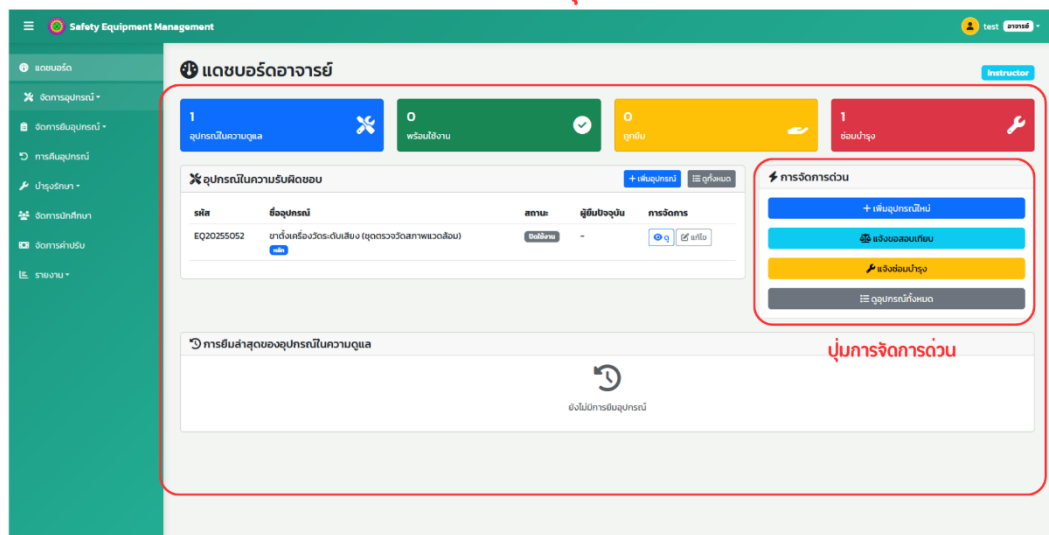 Safety Equipment Management
test อาจารย์
แดชบอร์ด
จัดการอุปกรณ์
จัดการยืมอุปกรณ์
การคืนอุปกรณ์
บำรุงรักษา
จัดการนักศึกษา
จัดการค่าปรับ
รายงาน
แดชบอร์ดอาจารย์
Instructor
1
อุปกรณ์ในความดูแล
0
พร้อมใช้งาน
0
ถูกยืม
1
ซ่อมบำรุง
อุปกรณ์ในความรับผิดชอบ
+ เพิ่มอุปกรณ์ ดูทั้งหมด
รหัส ชื่ออุปกรณ์ สถานะ ผู้ยืมปัจจุบัน การจัดการ
EQ20255052 ขาตั้งเครื่องวัดระดับเสียง (ชุดตรวจวัดสภาพแวดล้อม) ปิดใช้งาน - ดู แก้ไข
หลัก
การจัดการด่วน
+ เพิ่มอุปกรณ์ใหม่
แจ้งขอสอบเทียบ
แจ้งซ่อมบำรุง
ดูอุปกรณ์ทั้งหมด
ปุ่มการจัดการด่วน
การยืมล่าสุดของอุปกรณ์ในความดูแล
ยังไม่มีการยืมอุปกรณ์